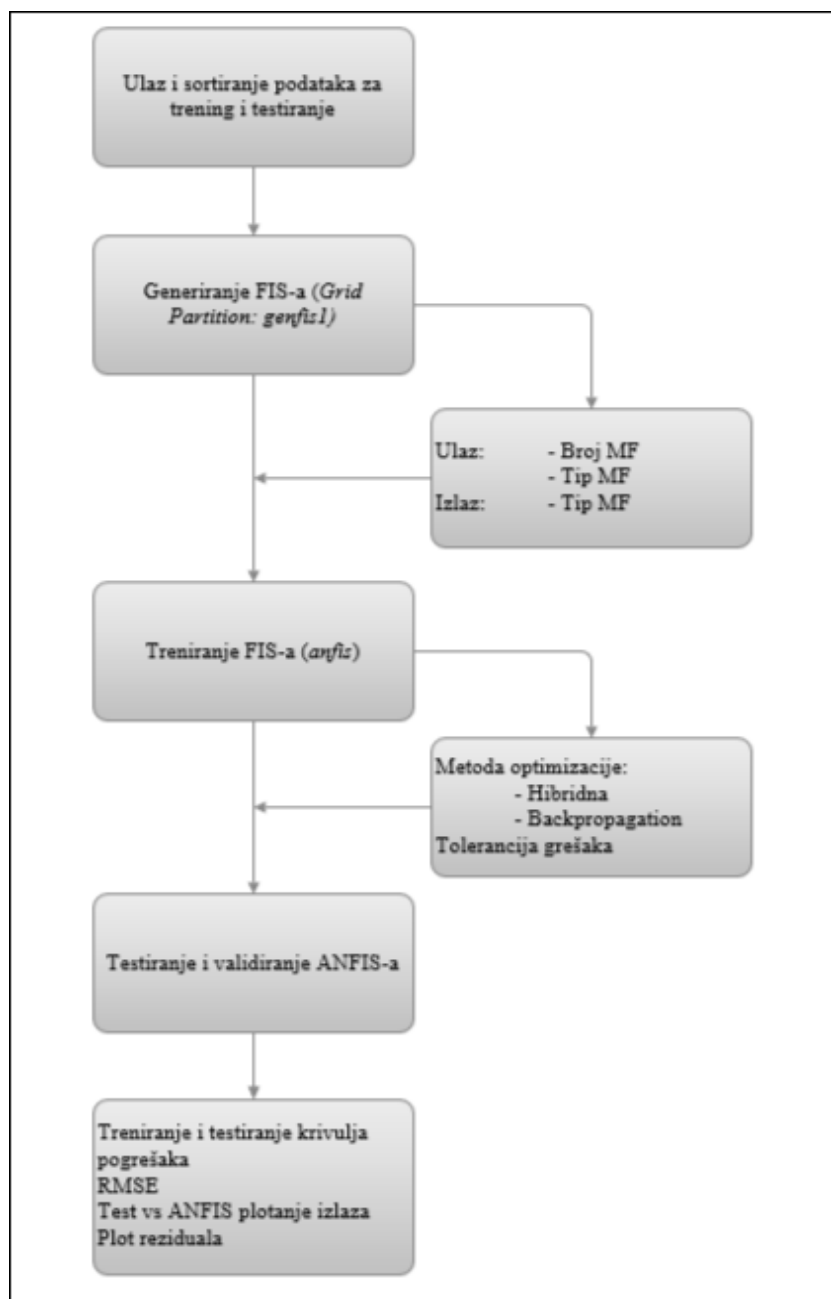 Ulaz i sortiranje podataka za
trening i testiranje
Generiranje FIS-a (Grid
Partition: genfis1)
Ulaz: - Broj MF
- Tip MF
Izlaz: - Tip MF
Treniranje FIS-a (anfis)
Metoda optimizacije:
- Hibridna
- Backpropagation
Tolerancija grešaka
Testiranje i validiranje ANFIS-a
Treniranje i testiranje krivulja
pogrešaka
RMSE
Test vs ANFIS plotanje izlaza
Plot reziduala